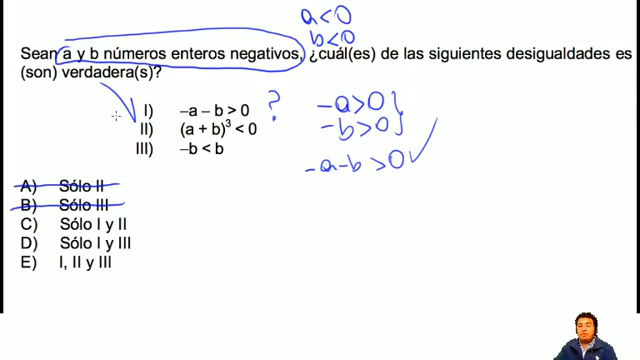 a<0
b<0
Sean a y b números enteros negativos, ¿cuál(es) de las siguientes desigualdades es
(son) verdadera(s)?
I) –a – b > 0 ?
II) (a + b)³ < 0
III) –b < b
-a>0
-b>0
-a-b>0 ✓
A) Sólo II
B) Sólo III
C) Sólo I y II
D) Sólo I y III
E) I, II y III